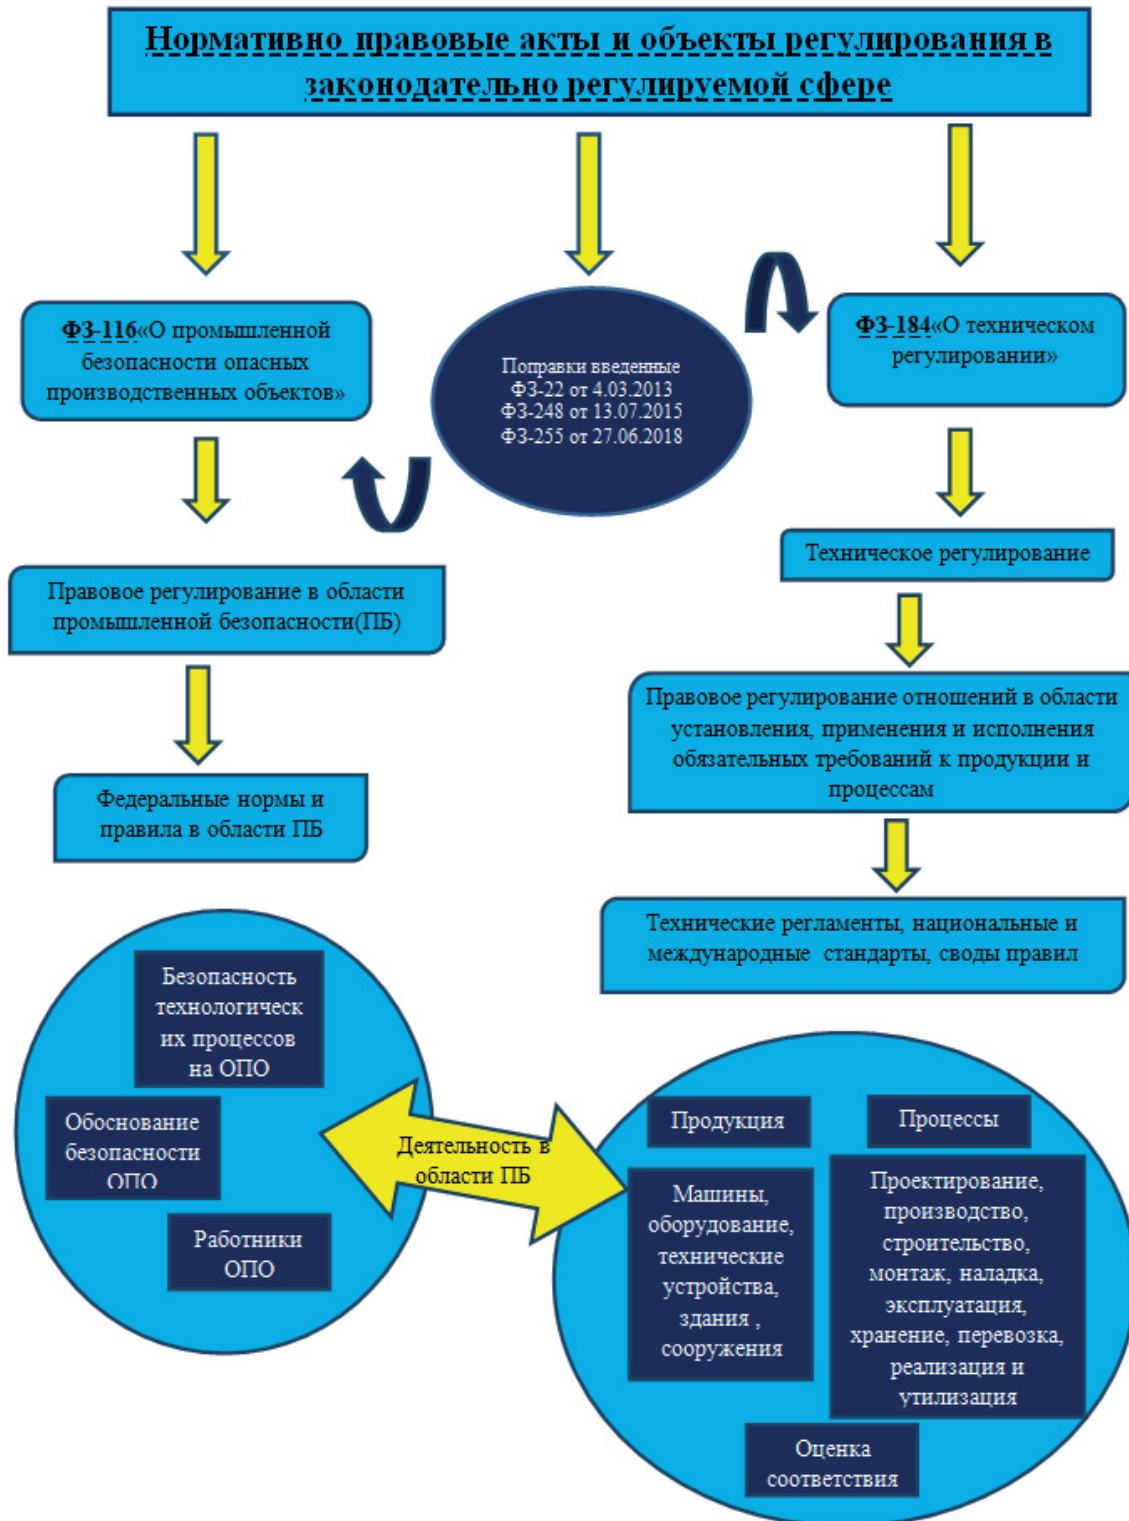 Нормативно правовые акты и объекты регулирования в
законодательно регулируемой сфере
ФЗ-116«О промышленной
безопасности опасных
производственных объектов»
Поправки введенные
ФЗ-22 от 4.03.2013
ФЗ-248 от 13.07.2015
ФЗ-255 от 27.06.2018
ФЗ-184«О техническом
регулировании»
Правовое регулирование в области
промышленной безопасности(ПБ)
Техническое регулирование
Федеральные нормы и
правила в области ПБ
Правовое регулирование отношений в области
установления, применения и исполнения
обязательных требований к продукции и
процессам
Технические регламенты, национальные и
международные стандарты, своды правил
Безопасность
технологическ
их процессов
на ОПО
Обоснование
безопасности
ОПО
Работники
ОПО
Деятельность в
области ПБ
Продукция
Процессы
Машины,
оборудование,
технические
устройства,
здания ,
сооружения
Проектирование,
производство,
строительство,
монтаж, наладка,
эксплуатация,
хранение, перевозка,
реализация и
утилизация
Оценка
соответствия